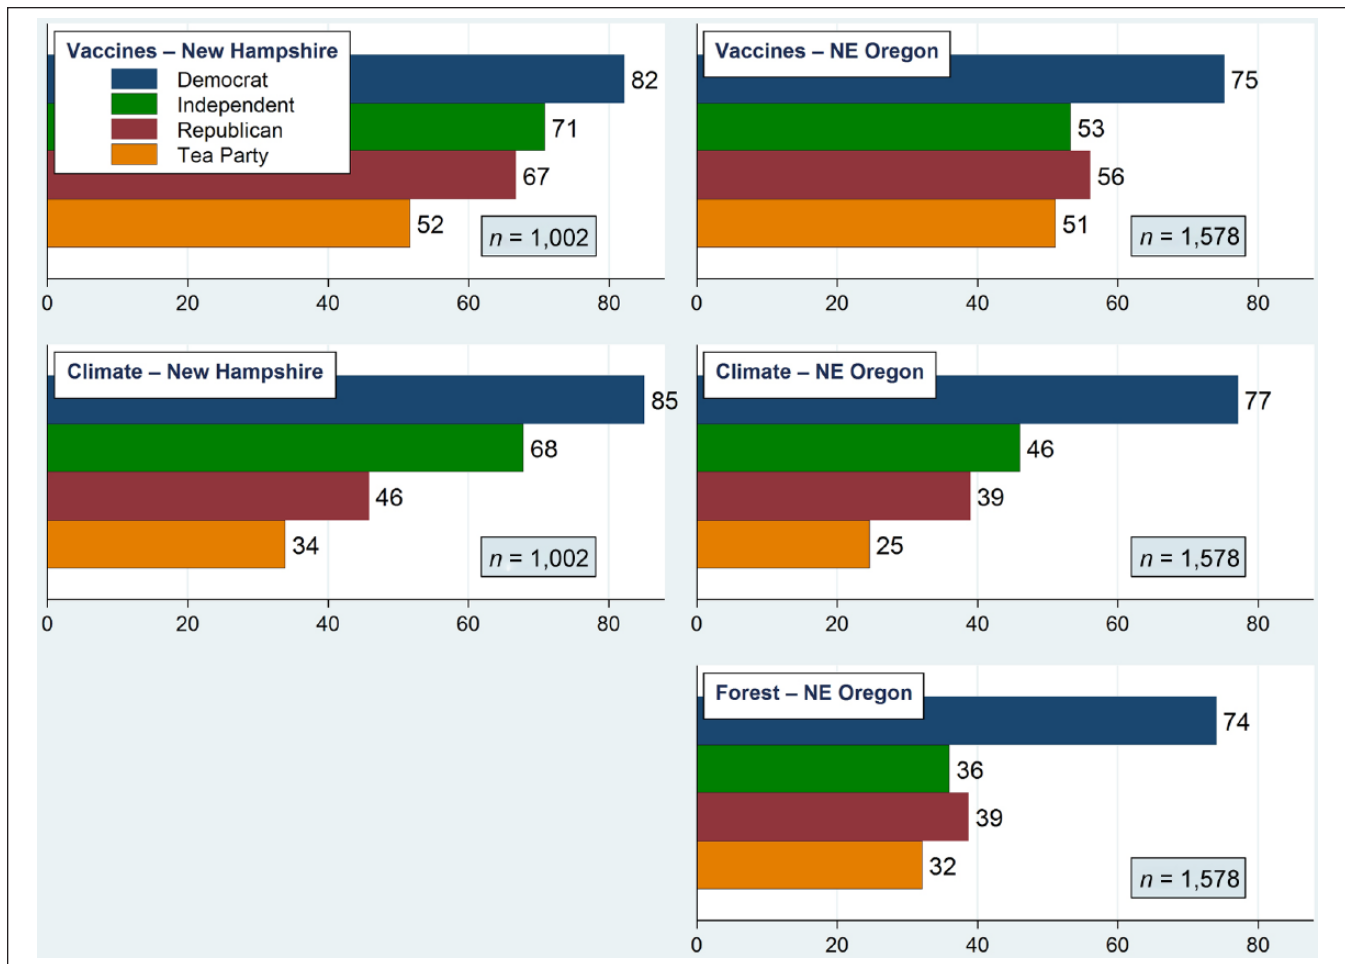 Vaccines – New Hampshire
Democrat
Independent
Republican
Tea Party
82
71
67
52
n = 1,002
0 20 40 60 80
Vaccines – NE Oregon
75
53
56
51
n = 1,578
0 20 40 60 80
Climate – New Hampshire
85
68
46
34
n = 1,002
0 20 40 60 80
Climate – NE Oregon
77
46
39
25
n = 1,578
0 20 40 60 80
Forest – NE Oregon
74
36
39
32
n = 1,578
0 20 40 60 80